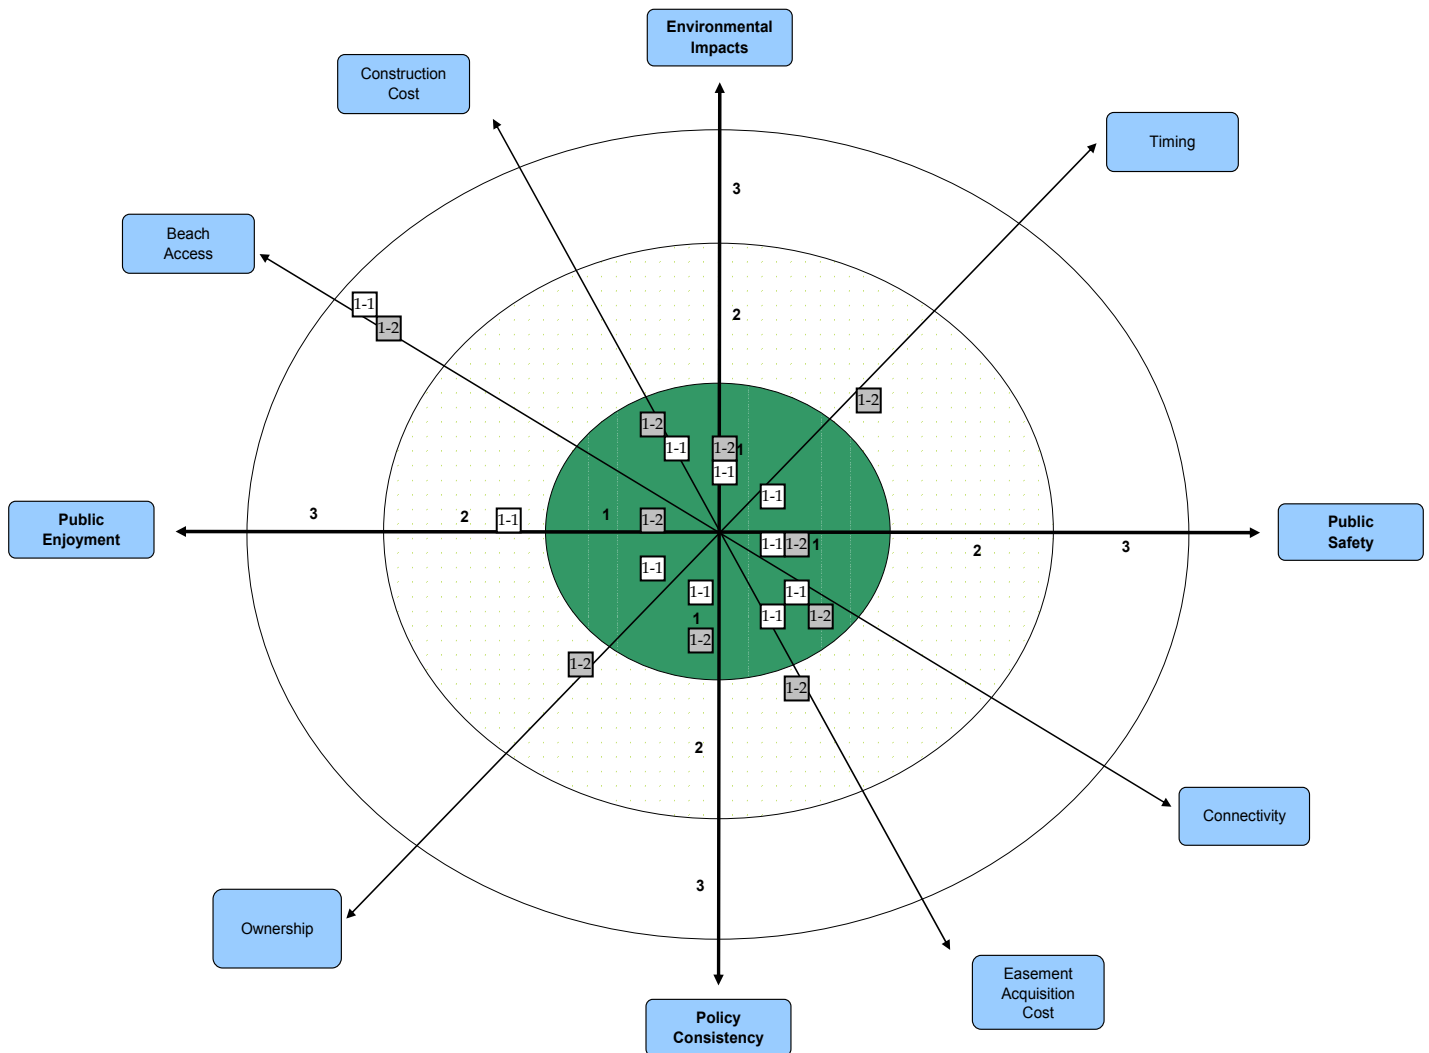 Environmental
Impacts
Construction
Cost
Timing
3
Beach
Access
2
1-1
1-2
1-2
1-2
1-1
1-2
1
1-1
1-1
Public
Enjoyment
3
2
1-1
1
1-2
1-1
1-2
1
2
3
Public
Safety
1-1
1-1
1-1
1-1
1-2
1
1-2
1-2
1-2
2
Connectivity
3
Ownership
Easement
Acquisition
Cost
Policy
Consistency